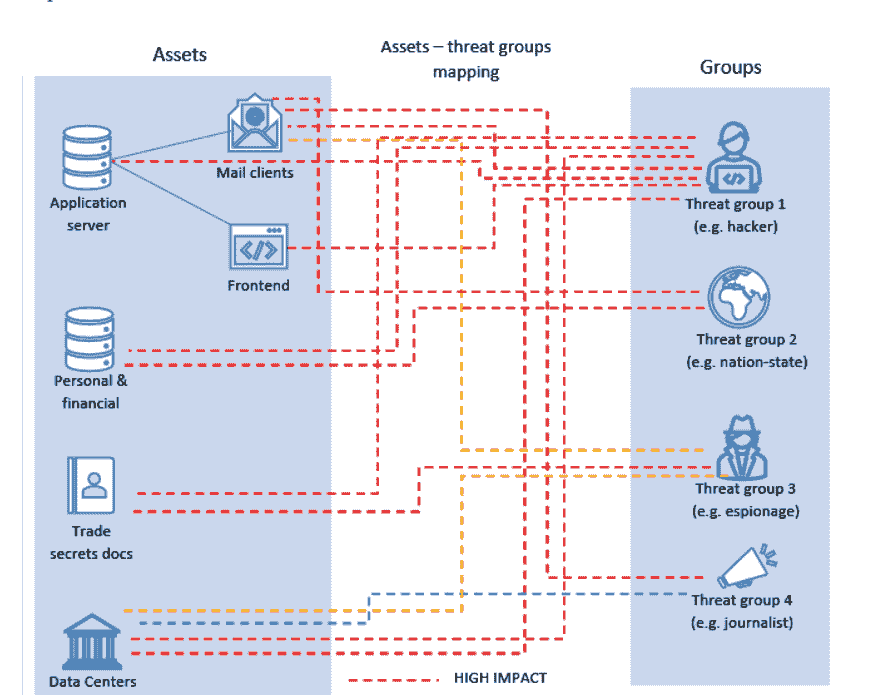 Assets
Assets – threat groups
mapping
Groups
Mail clients
Application
server
Frontend
Personal &
financial
Trade
secrets docs
Data Centers
Threat group 1
(e.g. hacker)
Threat group 2
(e.g. nation-state)
Threat group 3
(e.g. espionage)
Threat group 4
(e.g. journalist)
HIGH IMPACT